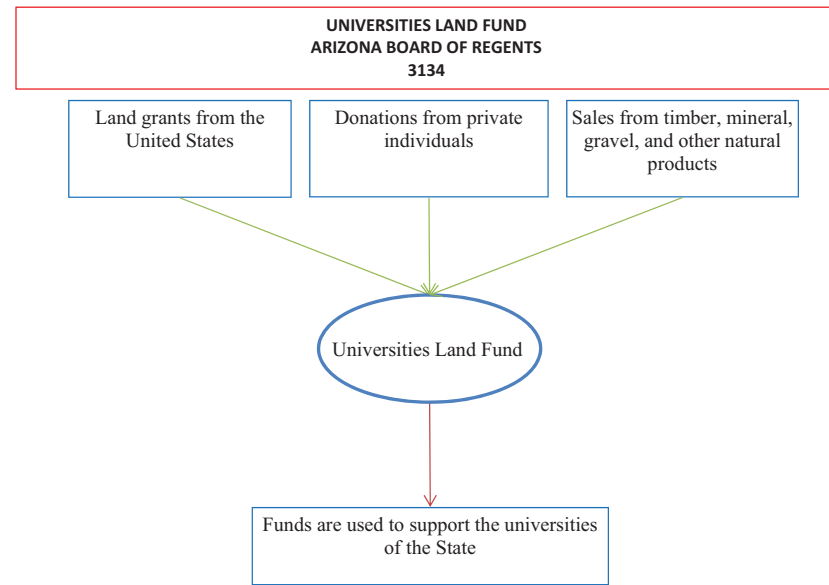 UNIVERSITIES LAND FUND
ARIZONA BOARD OF REGENTS
3134
Land grants from the
United States
Donations from private
individuals
Sales from timber, mineral,
gravel, and other natural
products
Universities Land Fund
Funds are used to support the universities
of the State